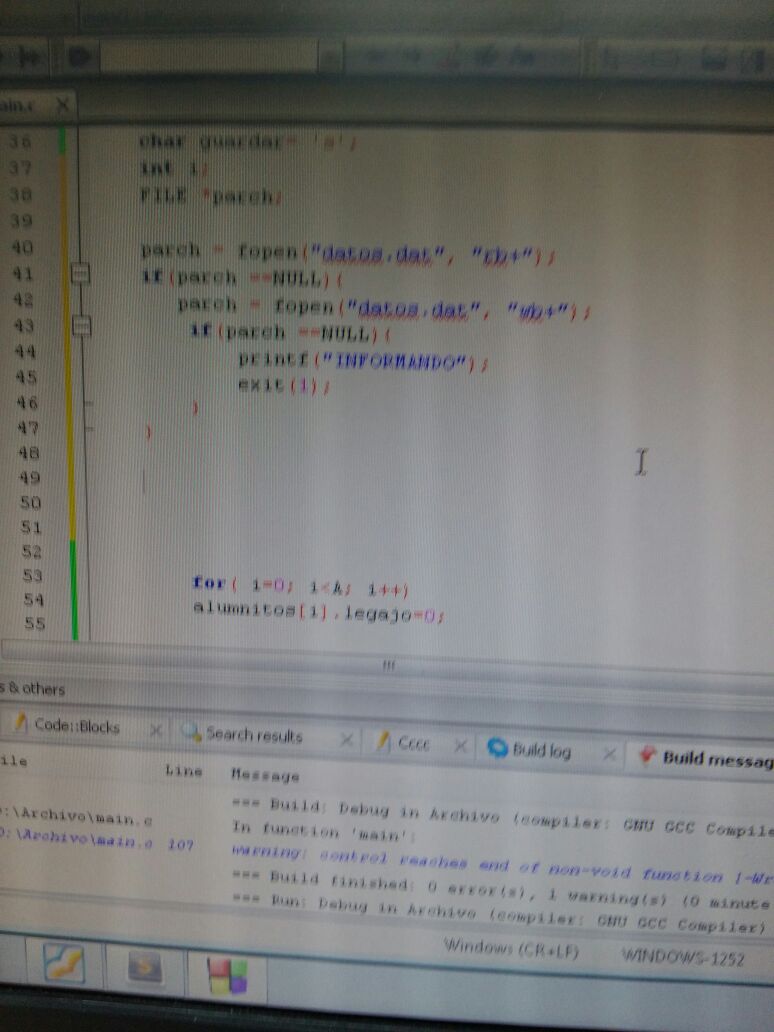 ain.c
36 char guardar= 's';
37 int i;
38 FILE *parch;
39
40 parch = fopen("datos.dat", "rb+");
41 if(parch ==NULL){
42 parch = fopen("datos.dat", "wb+");
43 if(parch ==NULL){
44 printf("INFORMANDO");
45 exit(1);
46 }
47 }
48
49
50
51
52
53 for( i=0; i<A; i++)
54 alumnitos[i].legajo=0;
55
s & others
Code::Blocks Search results Cccc Build log Build messag
ile Line Message
=== Build: Debug in Archivo (compiler: GNU GCC Compile
:\Archivo\main.c In function 'main':
D:\Archivo\main.c 107 warning: control reaches end of non-void function [-Wr
=== Build finished: 0 error(s), 1 warning(s) (0 minute
=== Run: Debug in Archivo (compiler: GNU GCC Compiler)
Windows (CR+LF) WINDOWS-1252